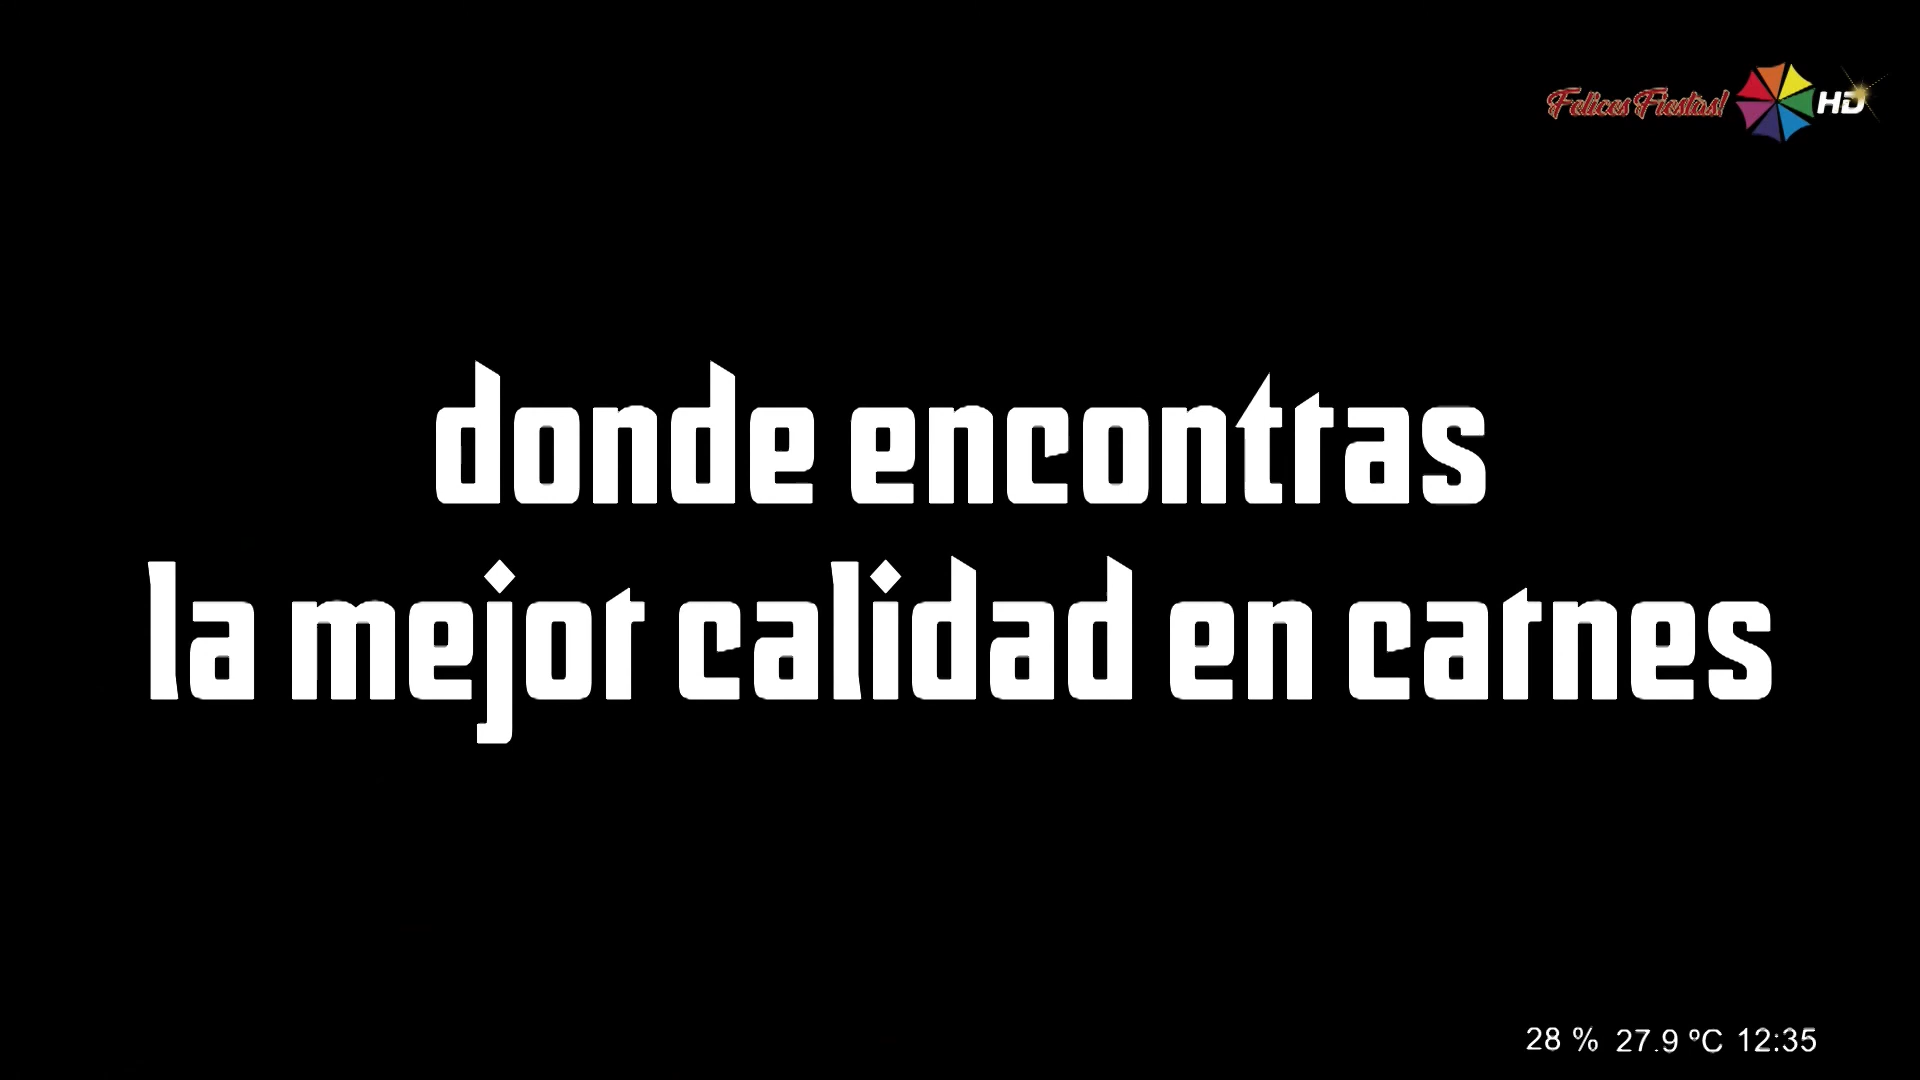 Felices Fiestas! HD
donde encontras
la mejor calidad en carnes
28 % 27.9 ºC 12:35